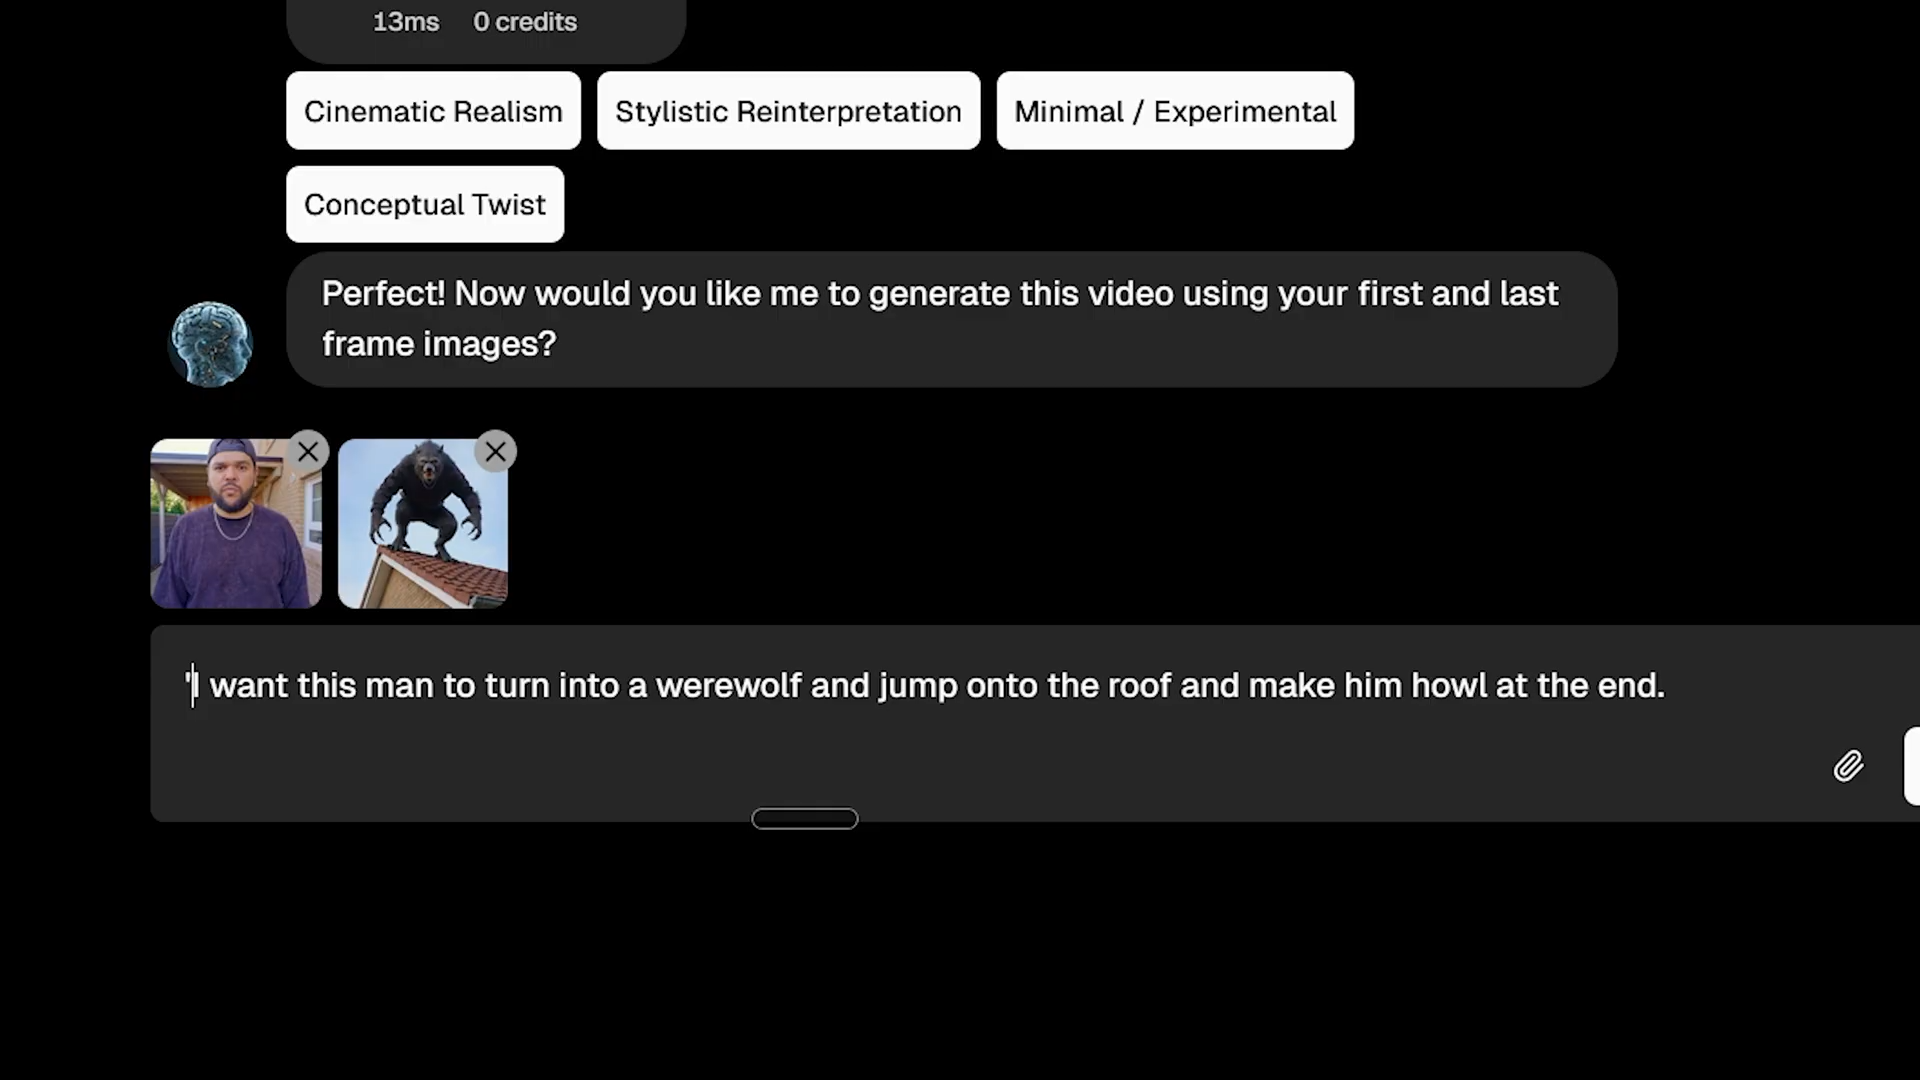 13ms 0 credits
Cinematic Realism Stylistic Reinterpretation Minimal / Experimental
Conceptual Twist
Perfect! Now would you like me to generate this video using your first and last
frame images?
"I want this man to turn into a werewolf and jump onto the roof and make him howl at the end.